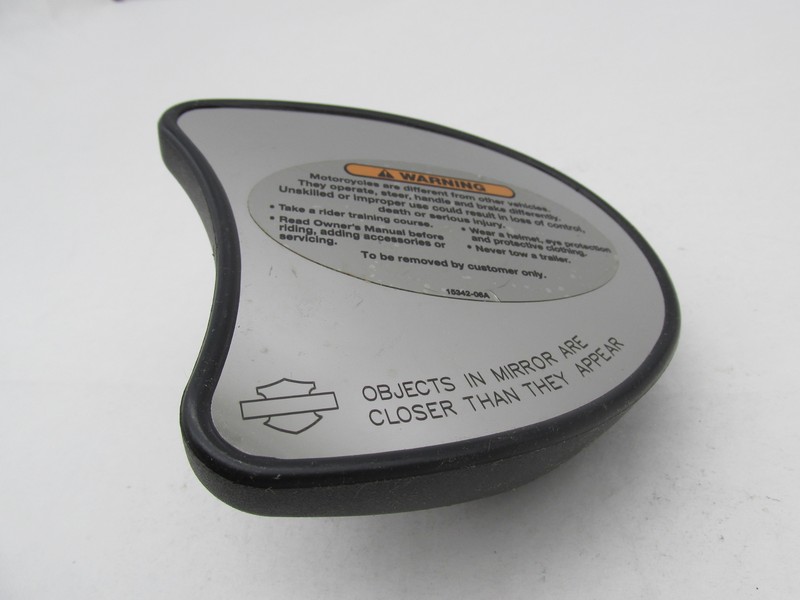 WARNING
Motorcycles are different from other vehicles.
They operate, steer, handle and brake differently.
Unskilled or improper use could result in loss of control,
death or serious injury.
• Take a rider training course.
• Read Owner's Manual before
riding, adding accessories or
servicing.
• Wear a helmet, eye protection
and protective clothing.
• Never tow a trailer.
To be removed by customer only.
15342-06A
OBJECTS IN MIRROR ARE
CLOSER THAN THEY APPEAR